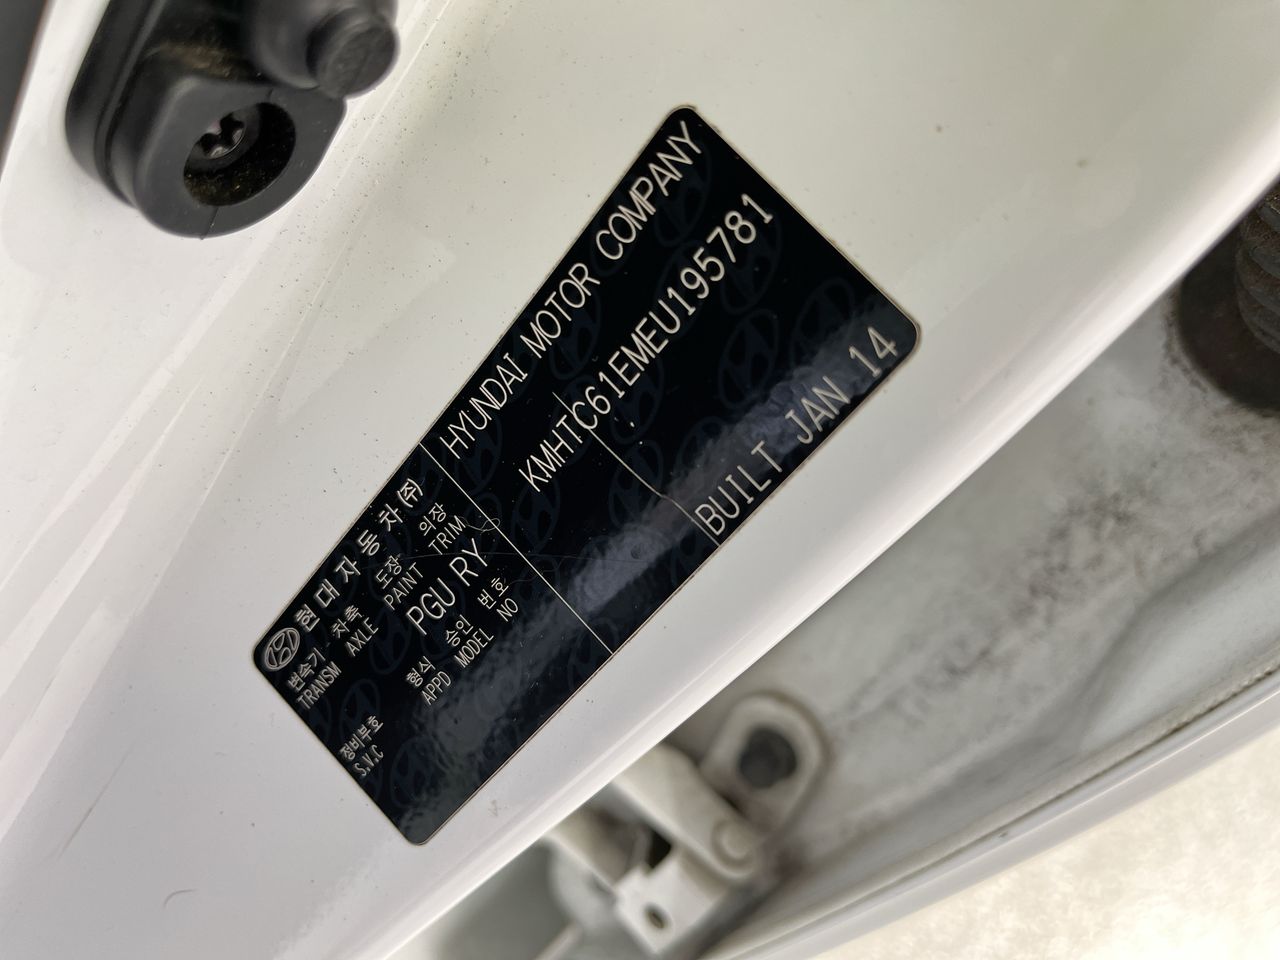 현대자동차(주)
HYUNDAI MOTOR COMPANY
변속기·차축 도장 의장
TRANSM AXLE PAINT TRIM
KMHTC61EMEU195781
PGU RY
형식 승인 번호
APPD MODEL NO
정비부호
S.V.C
BUILT JAN 14